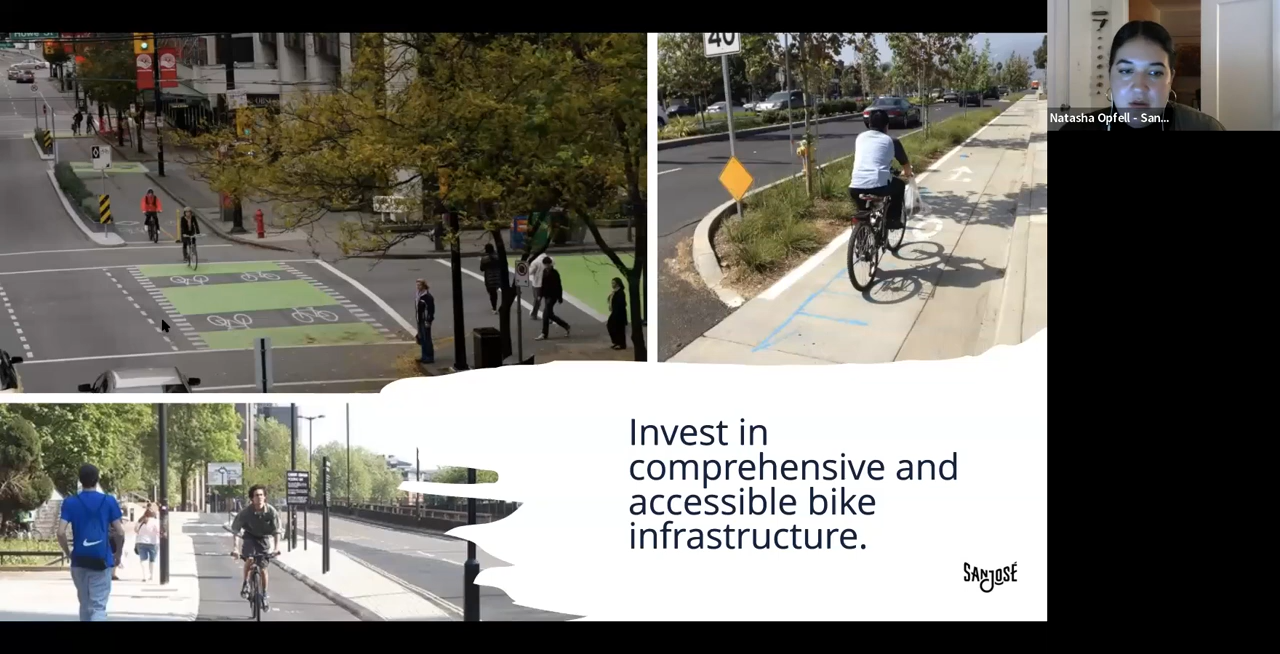 40
Natasha Opfell - San...
Invest in
comprehensive and
accessible bike
infrastructure.
SAN JOSÉ